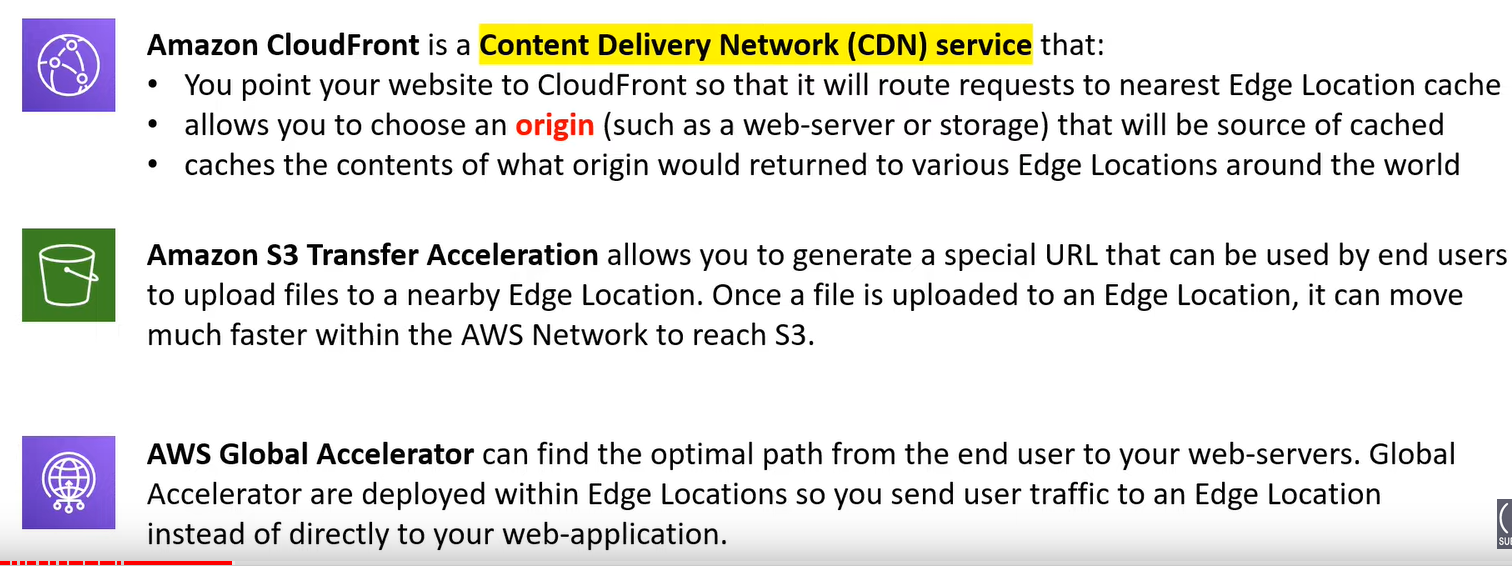 Amazon CloudFront is a Content Delivery Network (CDN) service that:
• You point your website to CloudFront so that it will route requests to nearest Edge Location cache
• allows you to choose an origin (such as a web-server or storage) that will be source of cached
• caches the contents of what origin would returned to various Edge Locations around the world
Amazon S3 Transfer Acceleration allows you to generate a special URL that can be used by end users
to upload files to a nearby Edge Location. Once a file is uploaded to an Edge Location, it can move
much faster within the AWS Network to reach S3.
AWS Global Accelerator can find the optimal path from the end user to your web-servers. Global
Accelerator are deployed within Edge Locations so you send user traffic to an Edge Location
instead of directly to your web-application.